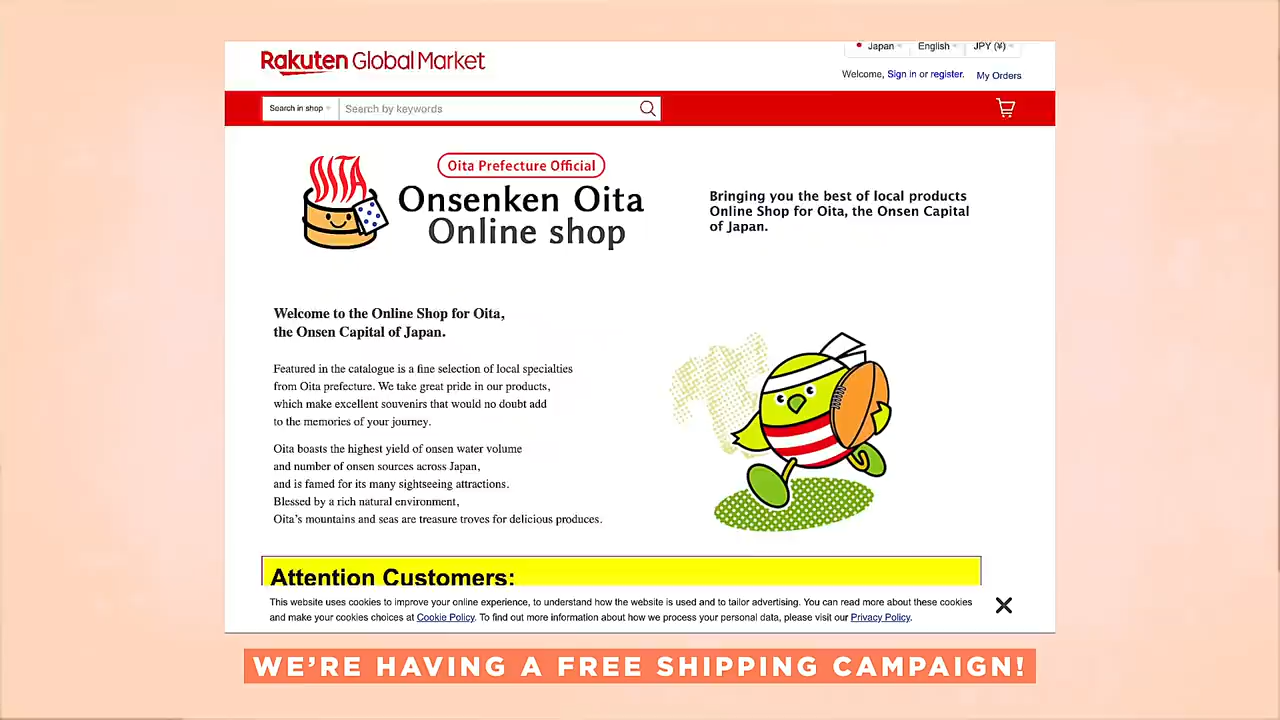 Rakuten Global Market
Japan
English
JPY (¥)
Welcome, Sign in or register.
My Orders
Search in shop
Search by keywords
OITA
Oita Prefecture Official
Onsenken Oita
Online shop
Bringing you the best of local products
Online Shop for Oita, the Onsen Capital
of Japan.
Welcome to the Online Shop for Oita,
the Onsen Capital of Japan.
Featured in the catalogue is a fine selection of local specialties
from Oita prefecture. We take great pride in our products,
which make excellent souvenirs that would no doubt add
to the memories of your journey.
Oita boasts the highest yield of onsen water volume
and number of onsen sources across Japan,
and is famed for its many sightseeing attractions.
Blessed by a rich natural environment,
Oita's mountains and seas are treasure troves for delicious produces.
Attention Customers:
This website uses cookies to improve your online experience, to understand how the website is used and to tailor advertising. You can read more about these cookies
and make your cookies choices at Cookie Policy. To find out more information about how we process your personal data, please visit our Privacy Policy.
WE'RE HAVING A FREE SHIPPING CAMPAIGN!